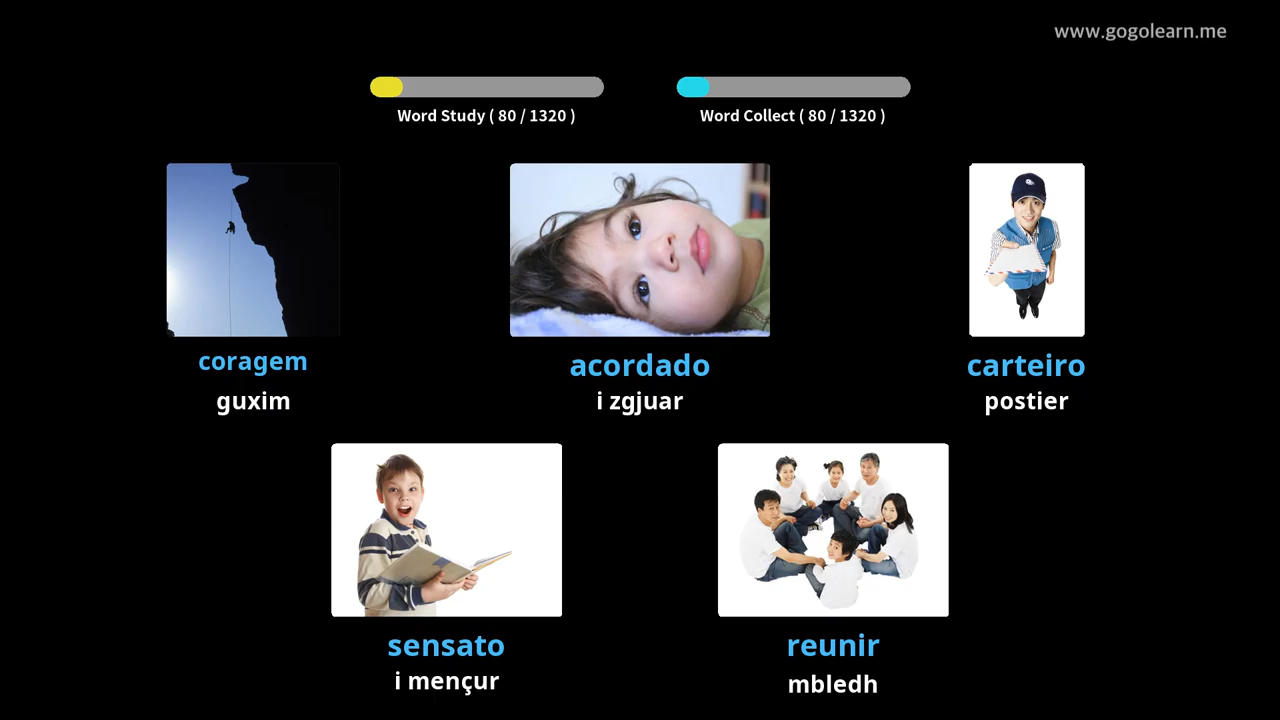 www.gogolearn.me
Word Study ( 80 / 1320 )
Word Collect ( 80 / 1320 )
coragem
guxim
acordado
i zgjuar
carteiro
postier
sensato
i mençur
reunir
mbledh